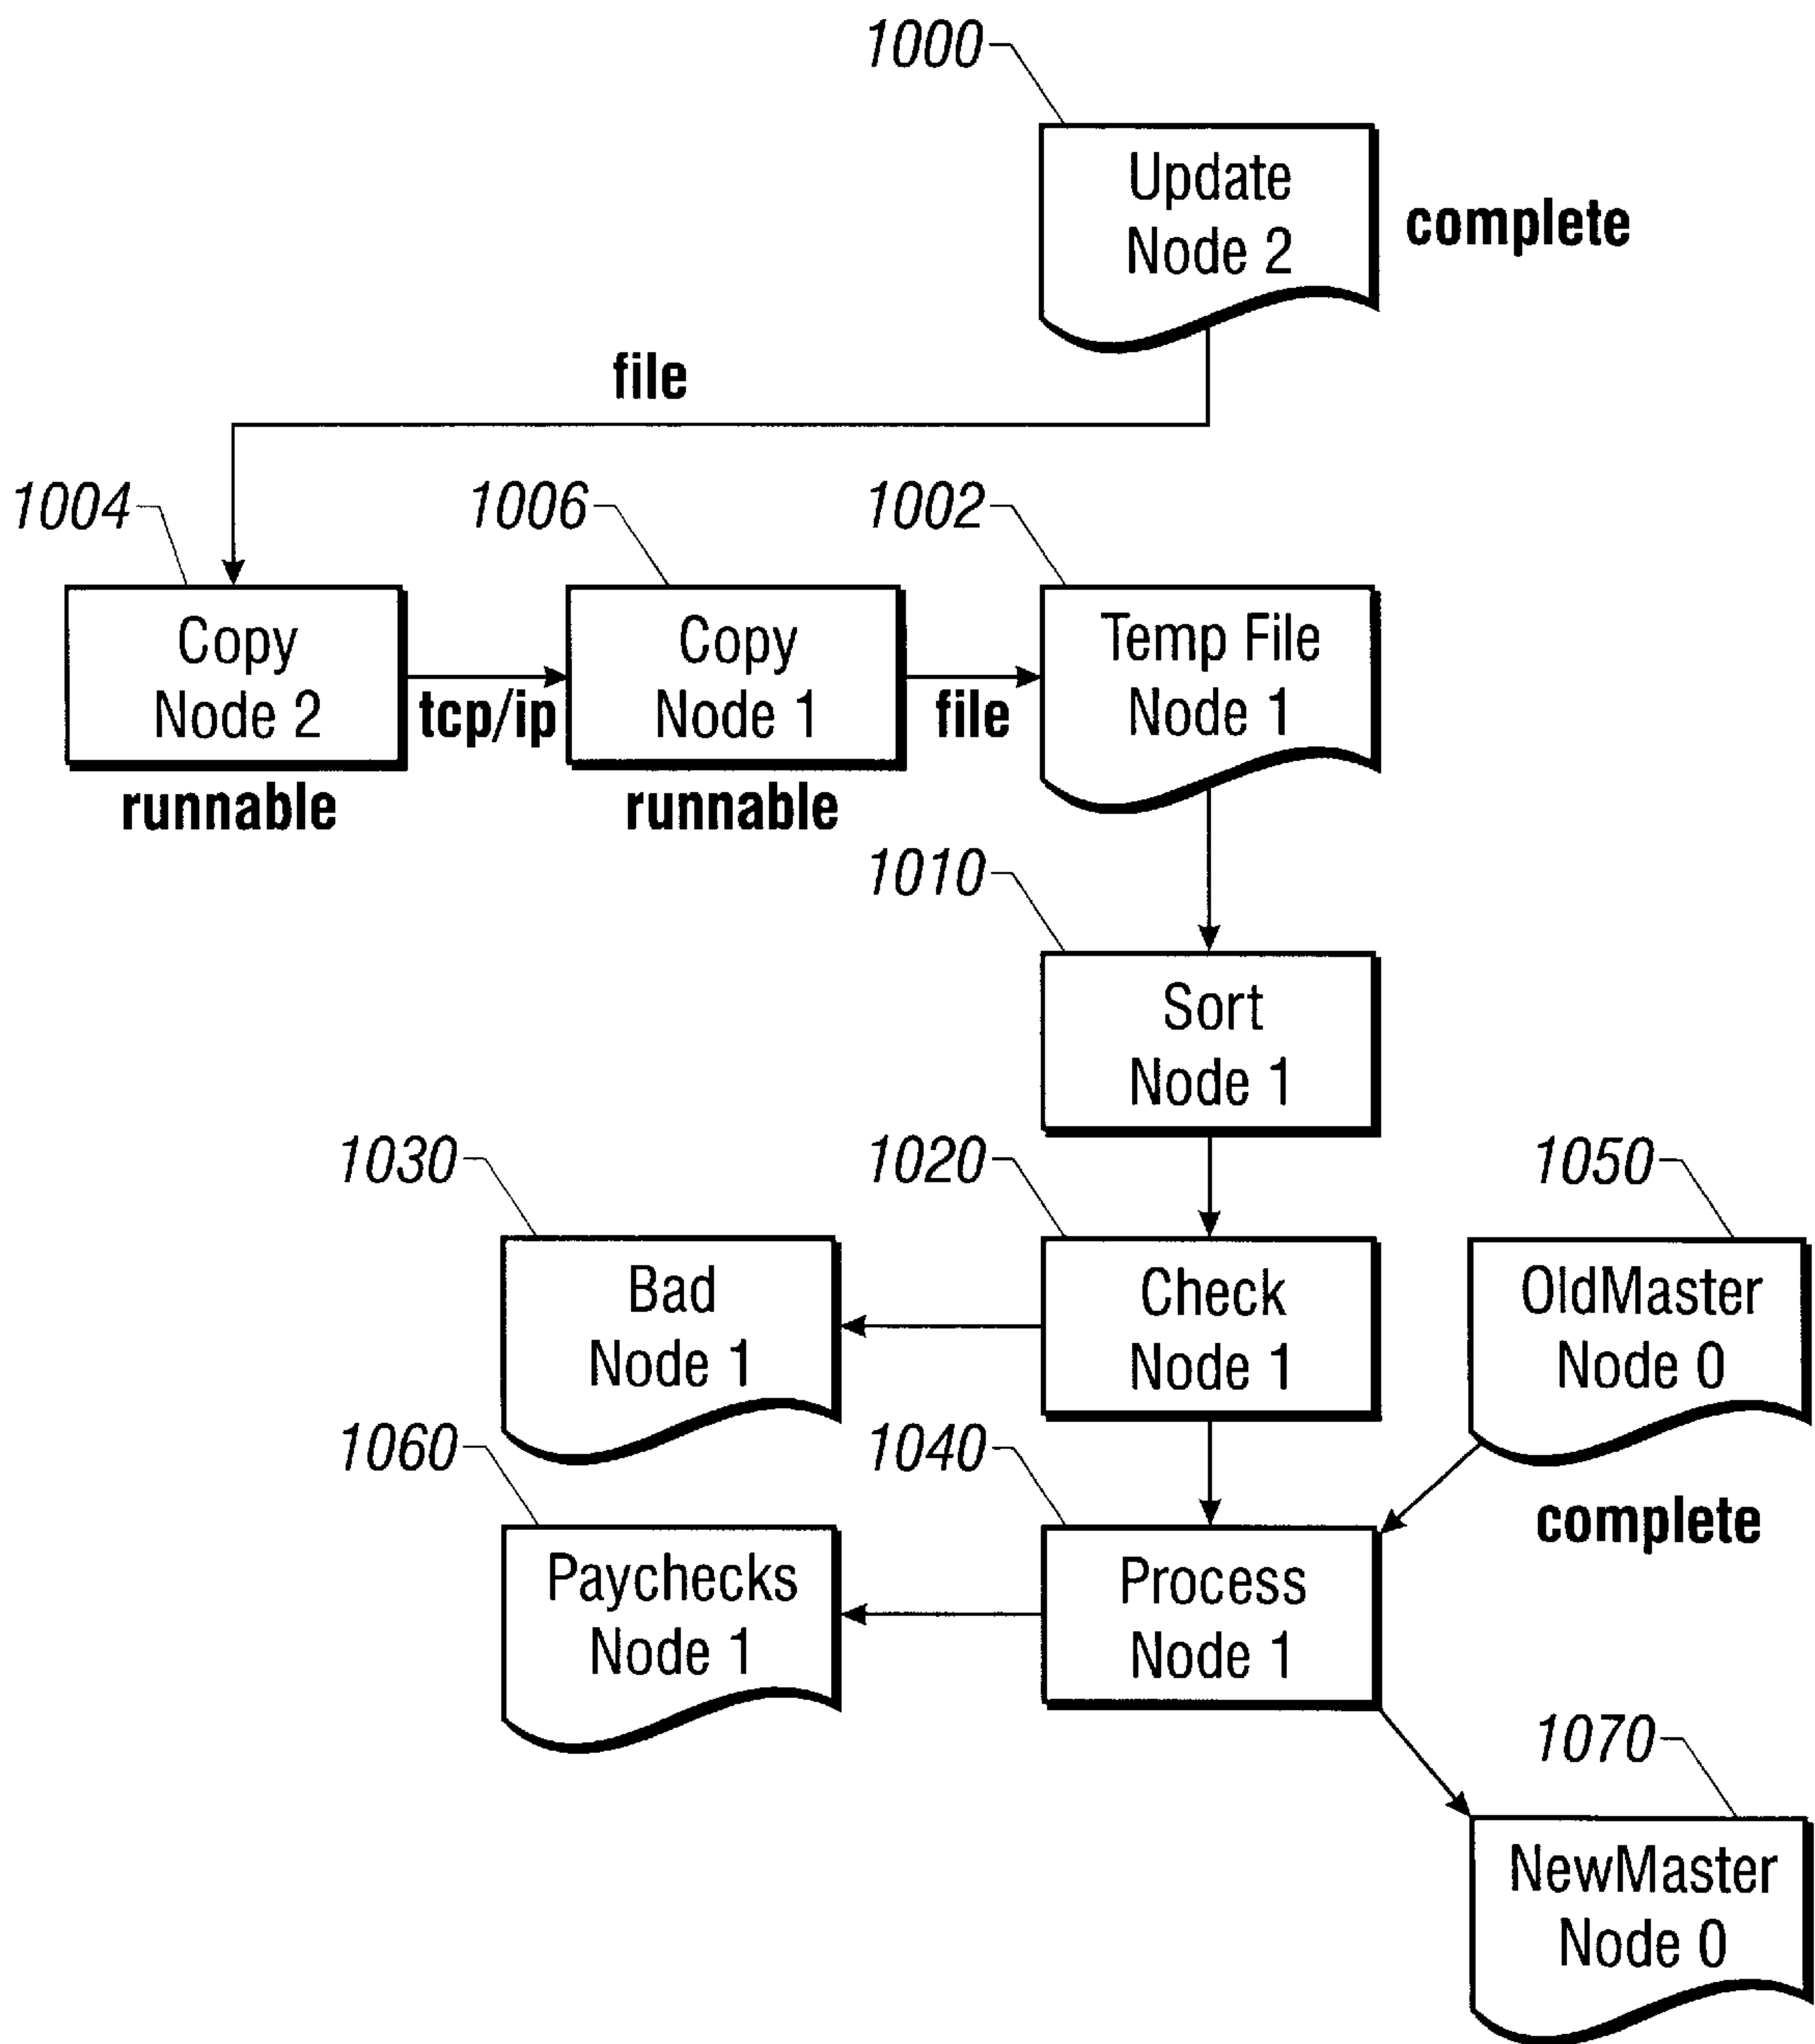 1000
Update
Node 2
complete
file
1004
1006
1002
Copy
Node 2
tcp/ip
Copy
Node 1
file
Temp File
Node 1
runnable
runnable
1010
Sort
Node 1
1030
1020
1050
Bad
Node 1
Check
Node 1
OldMaster
Node 0
1060
1040
complete
Paychecks
Node 1
Process
Node 1
1070
NewMaster
Node 0